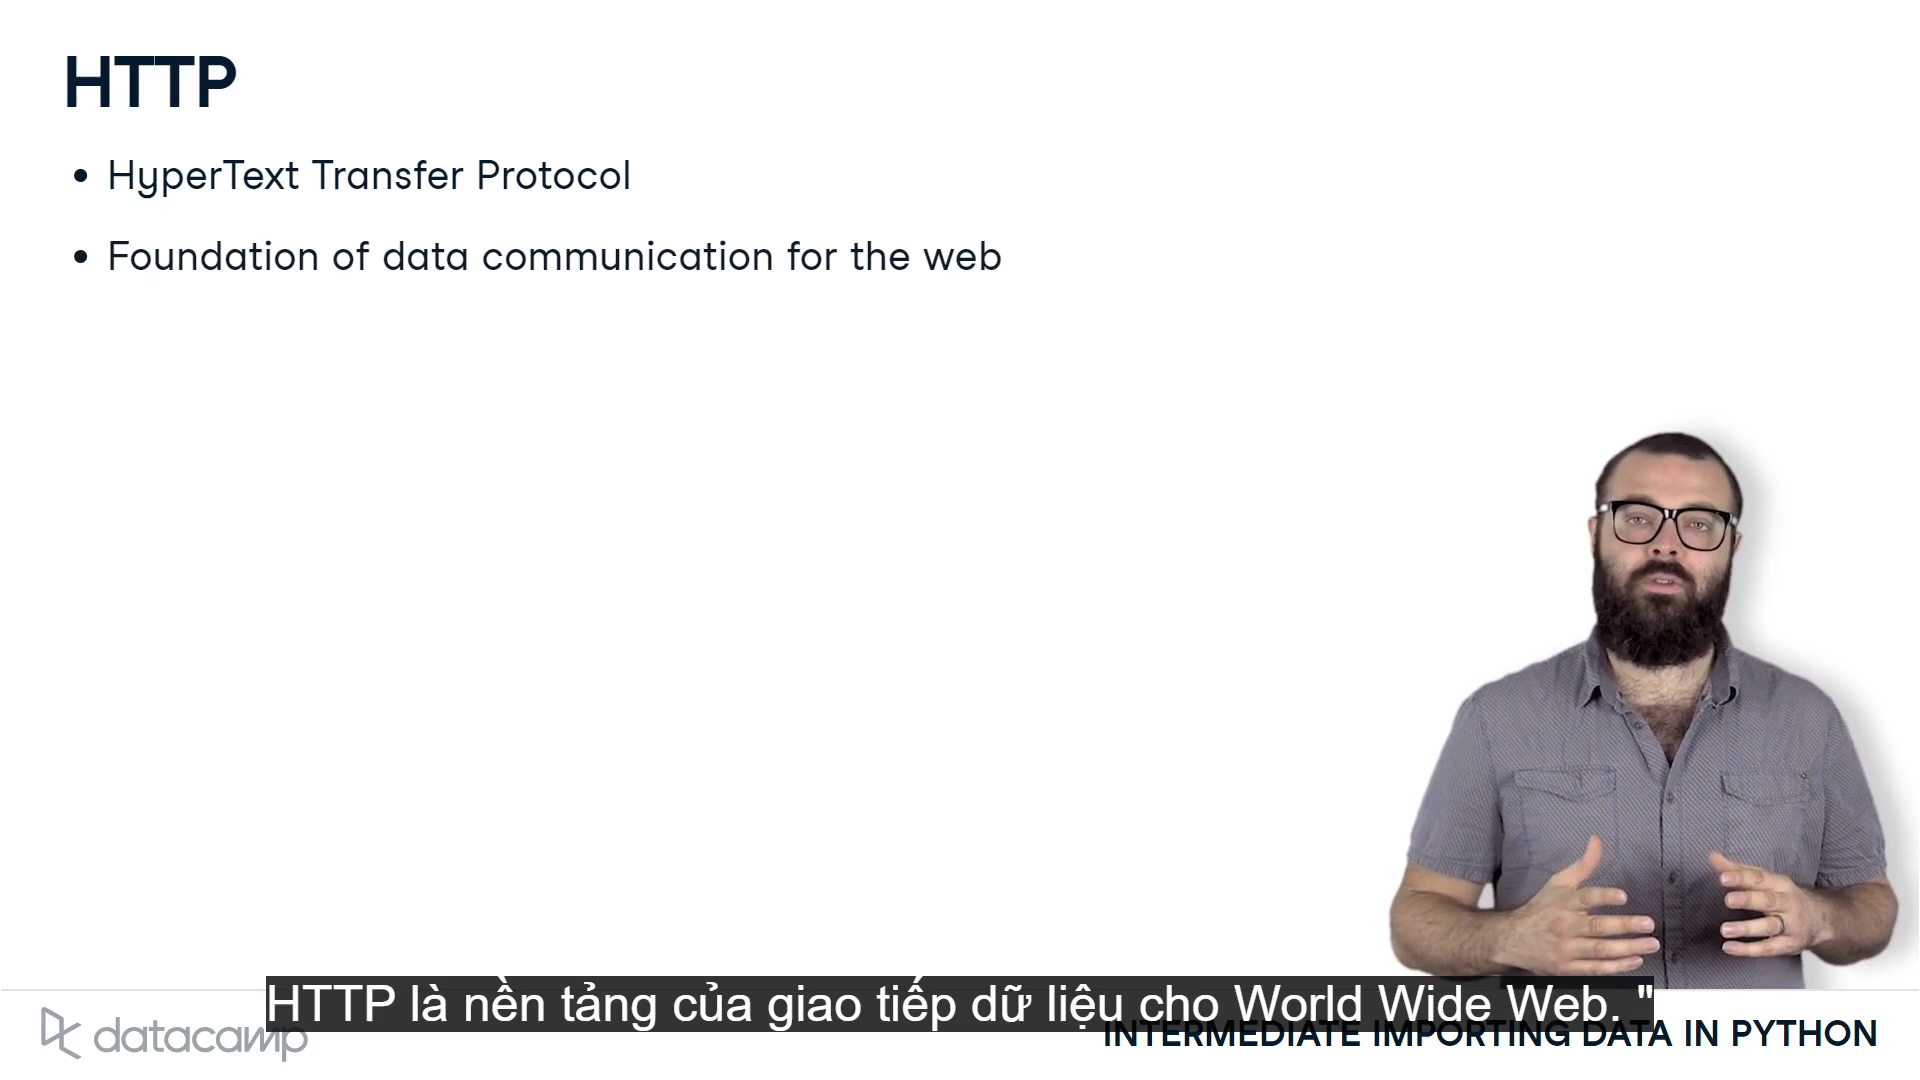 HTTP
• HyperText Transfer Protocol
• Foundation of data communication for the web
HTTP là nền tảng của giao tiếp dữ liệu cho World Wide Web. "
datacamp
INTERMEDIATE IMPORTING DATA IN PYTHON